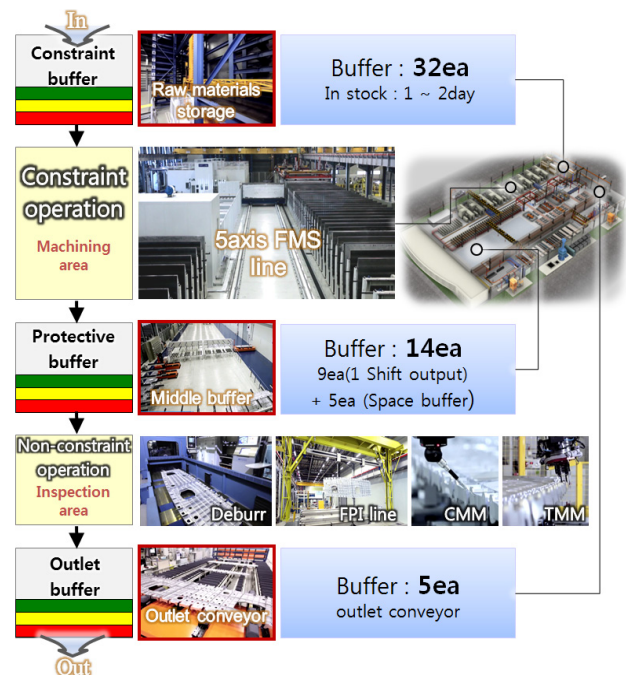 In
Constraint
buffer
Raw materials
storage
Buffer : 32ea
In stock : 1 ~ 2day
Constraint
operation
Machining
area
5axis FMS
line
Protective
buffer
Middle buffer
Buffer : 14ea
9ea(1 Shift output)
+ 5ea (Space buffer)
Non-constraint
operation
Inspection
area
Deburr
FPI line
CMM
TMM
Outlet
buffer
Outlet conveyor
Buffer : 5ea
outlet conveyor
Out